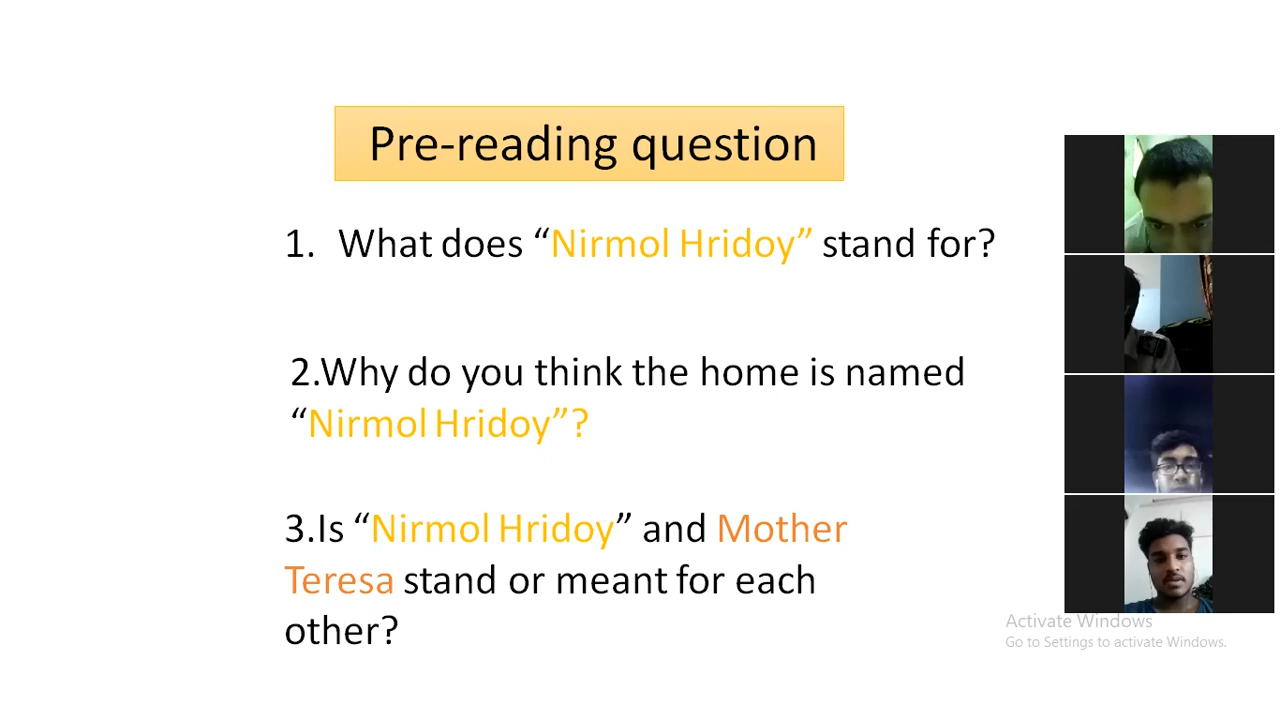 Pre-reading question
1. What does “Nirmol Hridoy” stand for?
2.Why do you think the home is named
“Nirmol Hridoy”?
3.Is “Nirmol Hridoy” and Mother
Teresa stand or meant for each
other?
Activate Windows
Go to Settings to activate Windows.